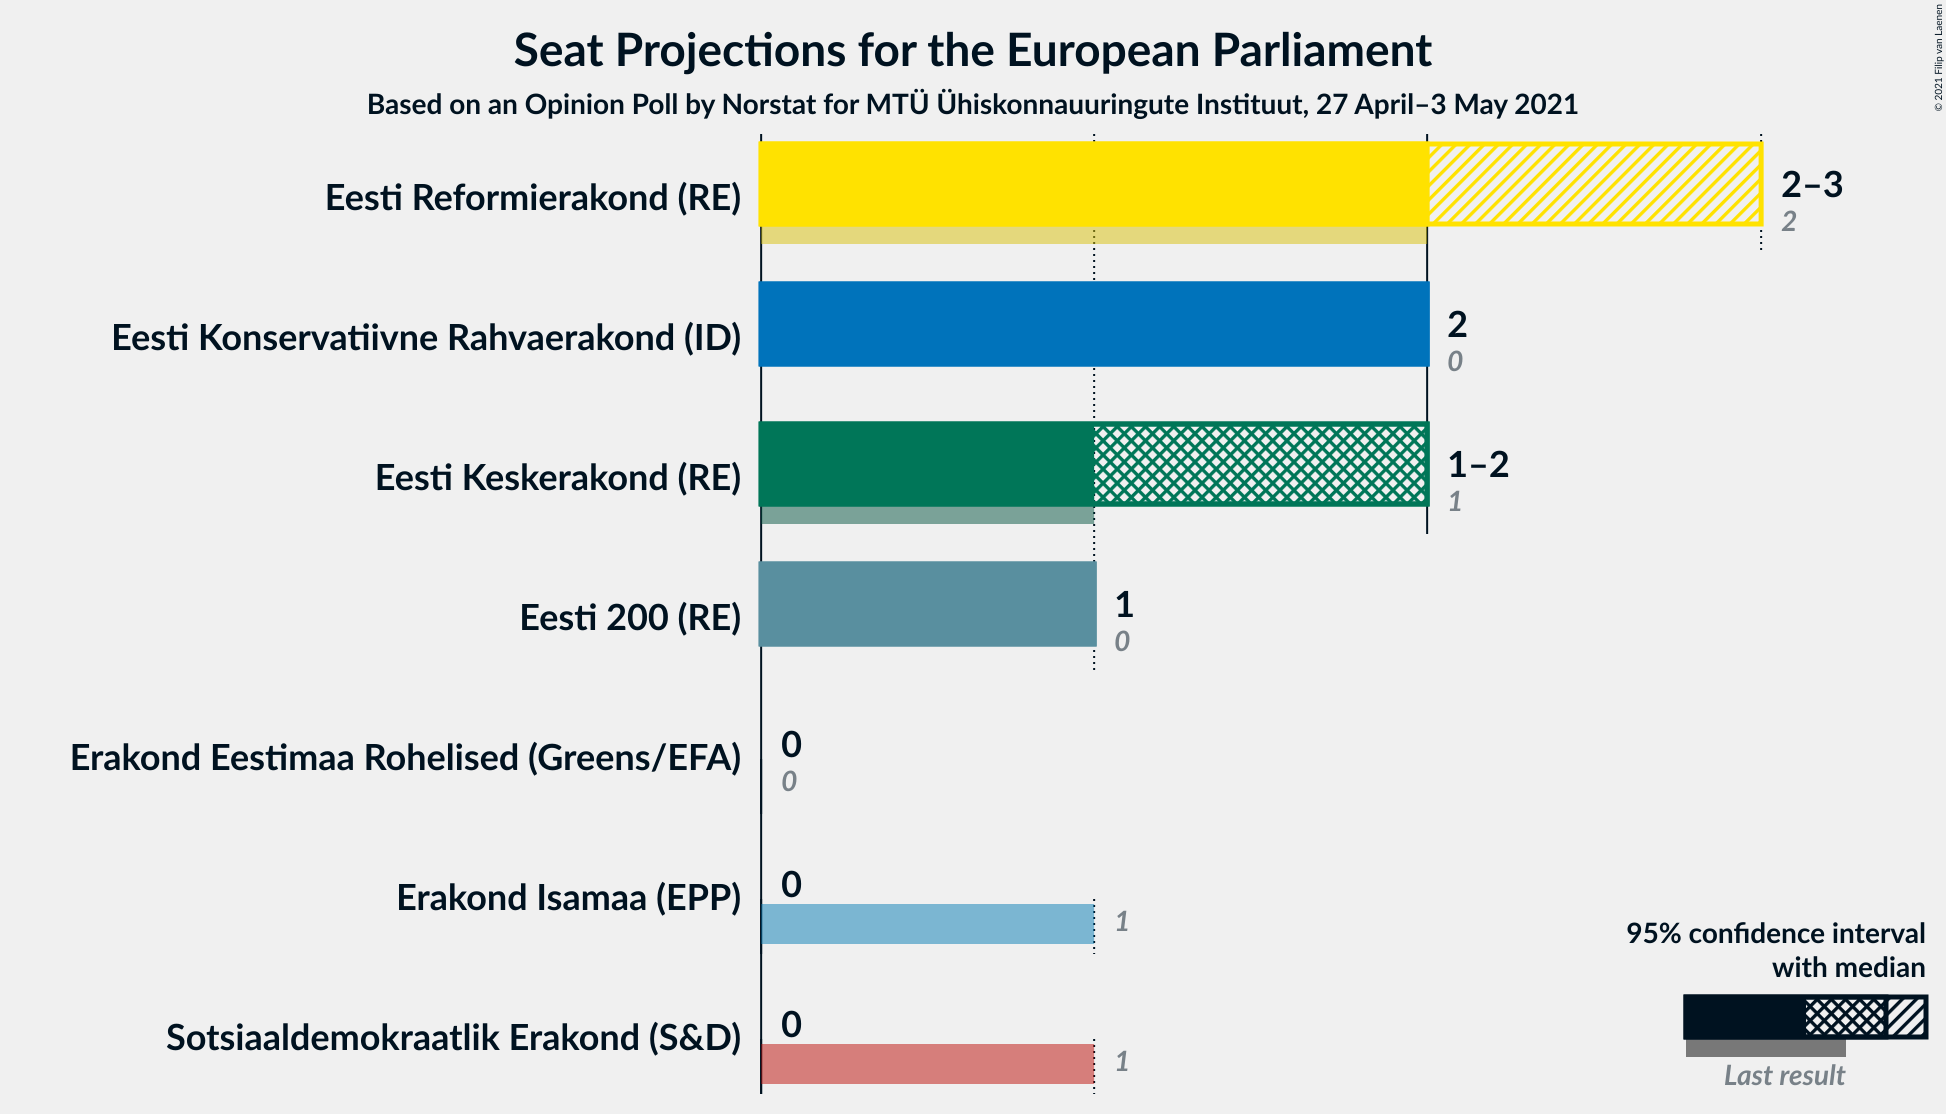 Seat Projections for the European Parliament
Based on an Opinion Poll by Norstat for MTÜ Ühiskonnauuringute Instituut, 27 April–3 May 2021
© 2021 Filip van Laenen
Eesti Reformierakond (RE)
2–3
2
Eesti Konservatiivne Rahvaerakond (ID)
2
0
Eesti Keskerakond (RE)
1–2
1
Eesti 200 (RE)
1
0
Erakond Eestimaa Rohelised (Greens/EFA)
0
0
Erakond Isamaa (EPP)
0
1
Sotsiaaldemokraatlik Erakond (S&D)
0
1
95% confidence interval
with median
Last result